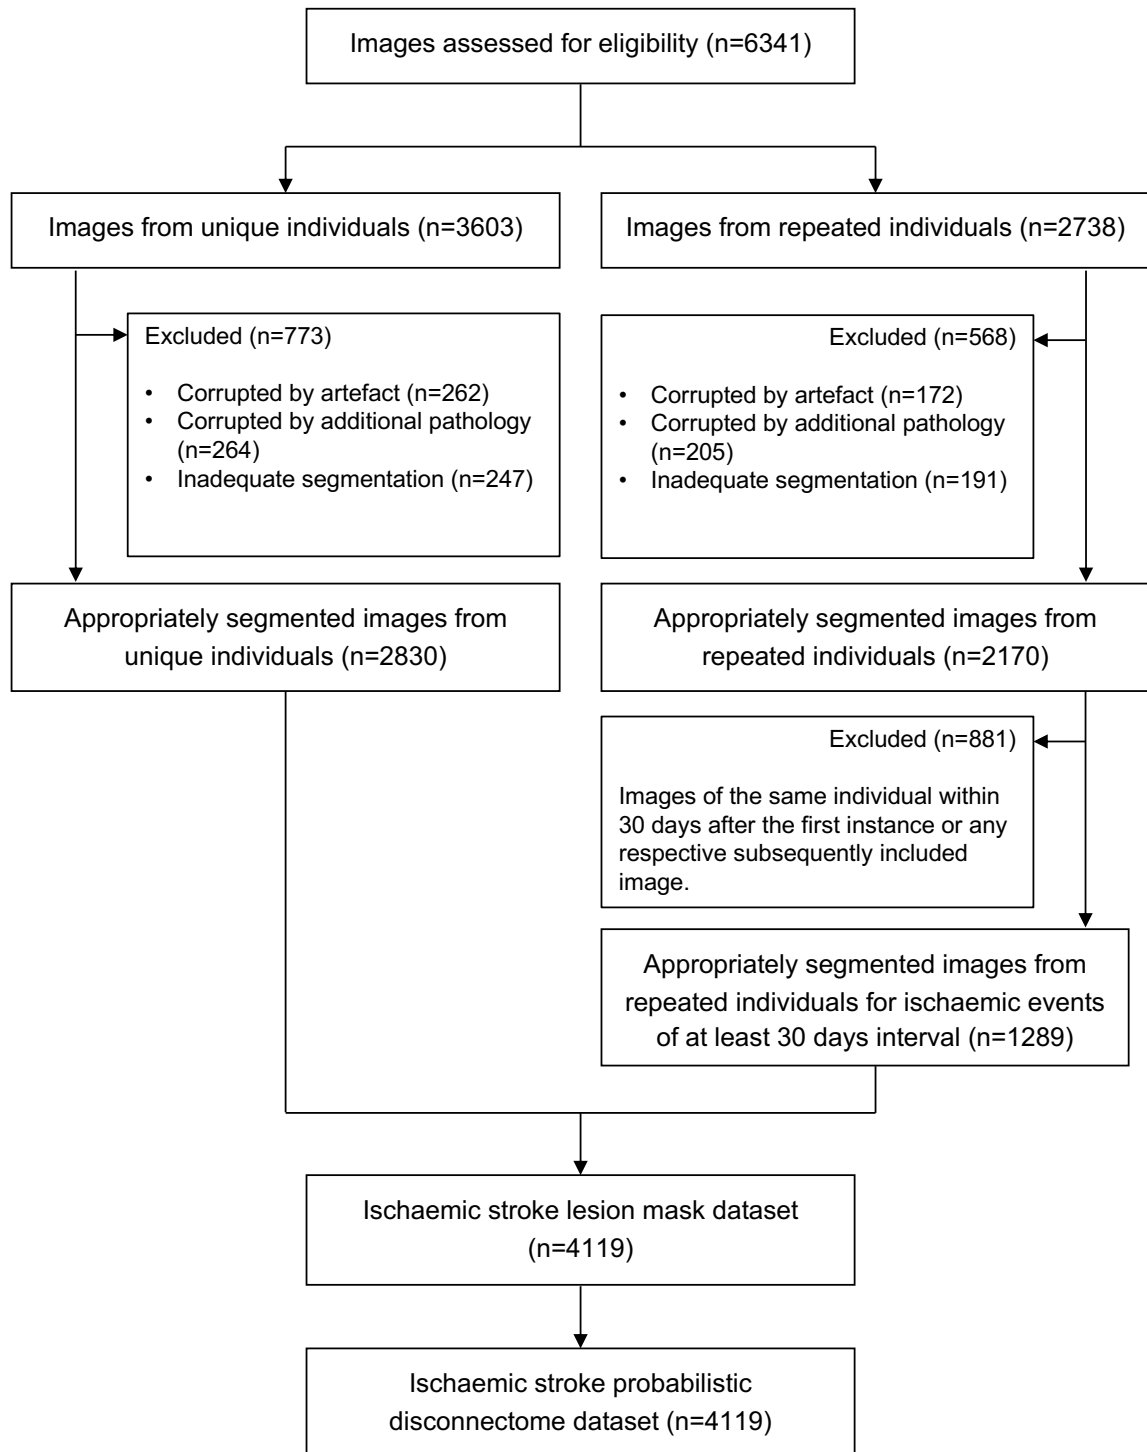 Images assessed for eligibility (n=6341)
Images from unique individuals (n=3603)
Images from repeated individuals (n=2738)
Excluded (n=773)
• Corrupted by artefact (n=262)
• Corrupted by additional pathology
(n=264)
• Inadequate segmentation (n=247)
Excluded (n=568)
• Corrupted by artefact (n=172)
• Corrupted by additional pathology
(n=205)
• Inadequate segmentation (n=191)
Appropriately segmented images from
unique individuals (n=2830)
Appropriately segmented images from
repeated individuals (n=2170)
Excluded (n=881)
Images of the same individual within
30 days after the first instance or any
respective subsequently included
image.
Appropriately segmented images from
repeated individuals for ischaemic events
of at least 30 days interval (n=1289)
Ischaemic stroke lesion mask dataset
(n=4119)
Ischaemic stroke probabilistic
disconnectome dataset (n=4119)